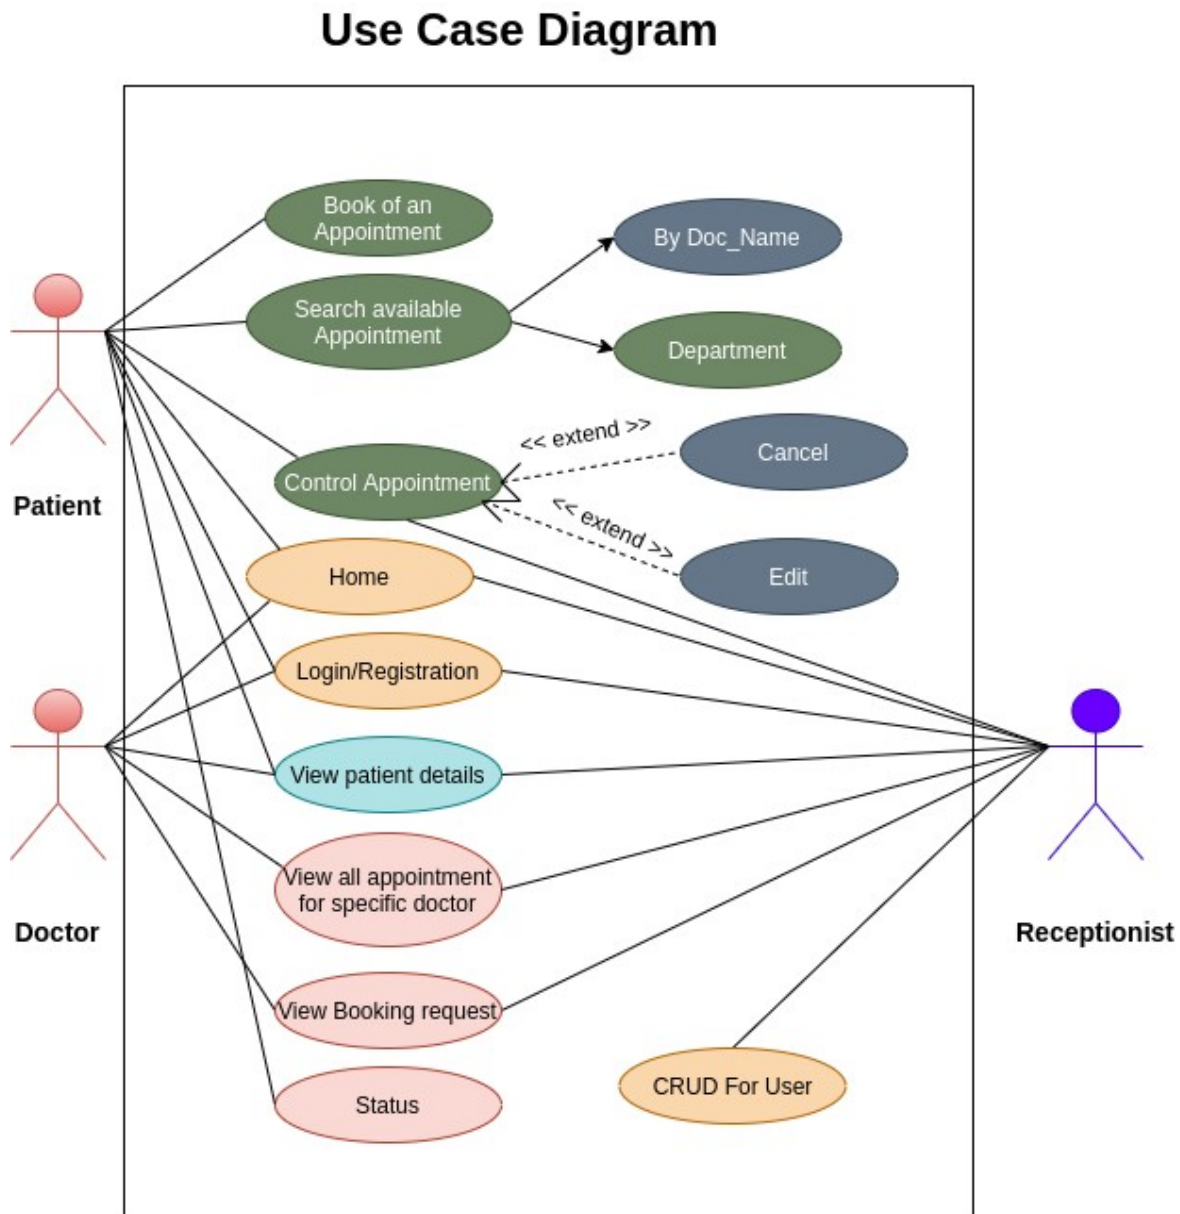 Use Case Diagram
Book of an
Appointment
By Doc_Name
Search available
Appointment
Department
<< extend >>
Cancel
Control Appointment
Patient
<< extend >>
Home
Edit
Login/Registration
View patient details
View all appointment
for specific doctor
Doctor
Receptionist
View Booking request
CRUD For User
Status